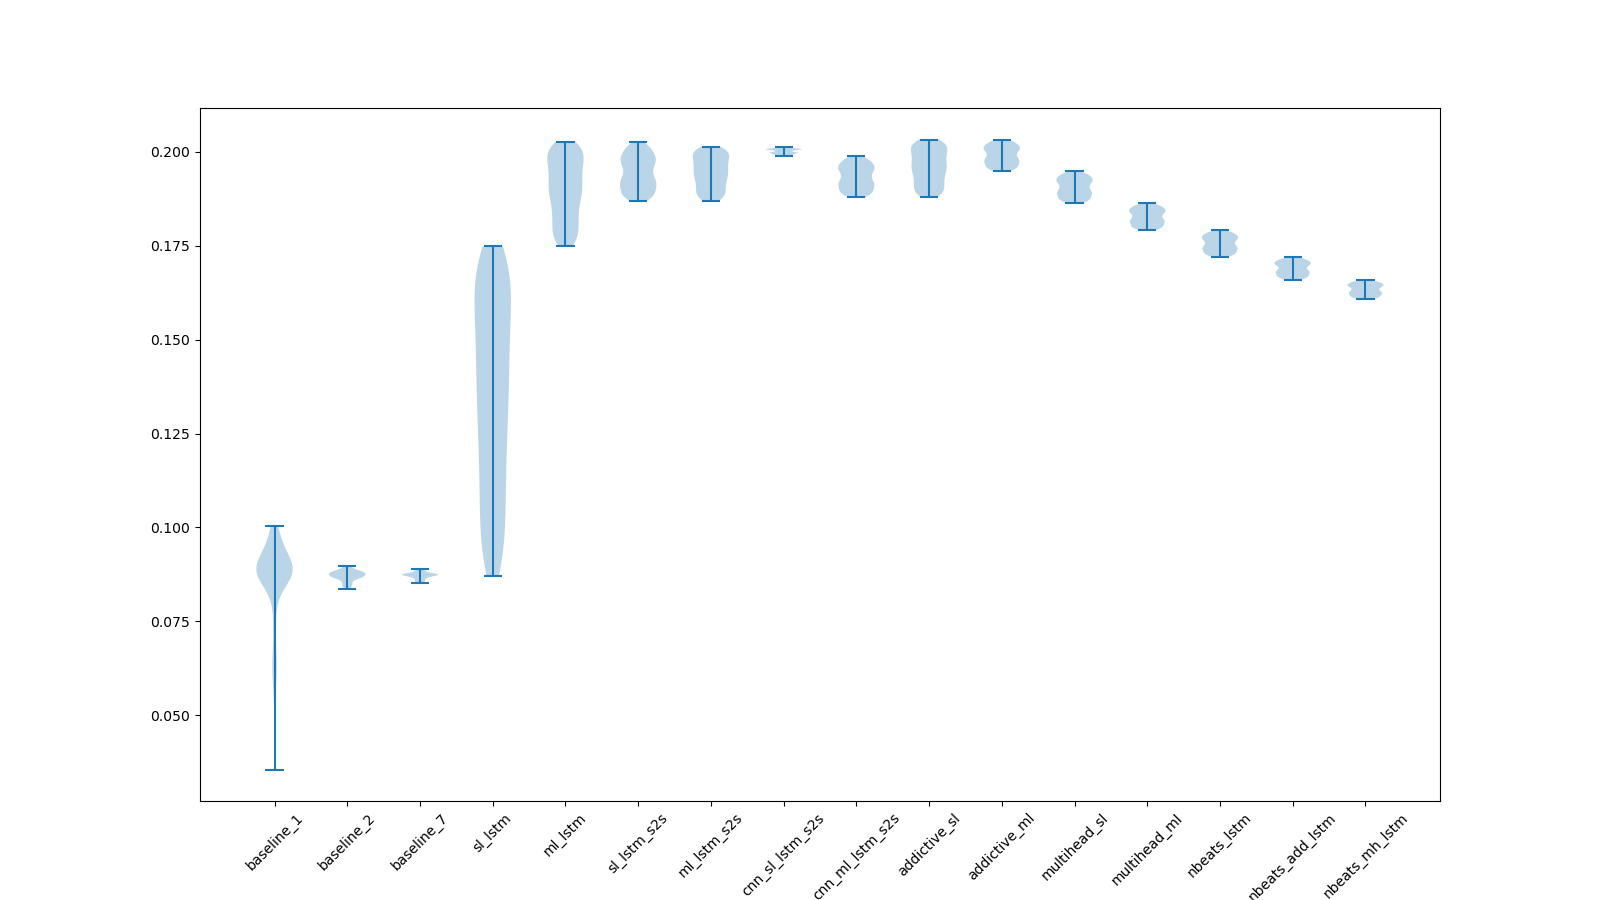 0.200
0.175
0.150
0.125
0.100
0.075
0.050
baseline_1
baseline_2
baseline_7
sl_lstm
ml_lstm
sl_lstm_s2s
ml_lstm_s2s
cnn_sl_lstm_s2s
cnn_ml_lstm_s2s
addictive_sl
addictive_ml
multihead_sl
multihead_ml
nbeats_lstm
nbeats_add_lstm
nbeats_mh_lstm